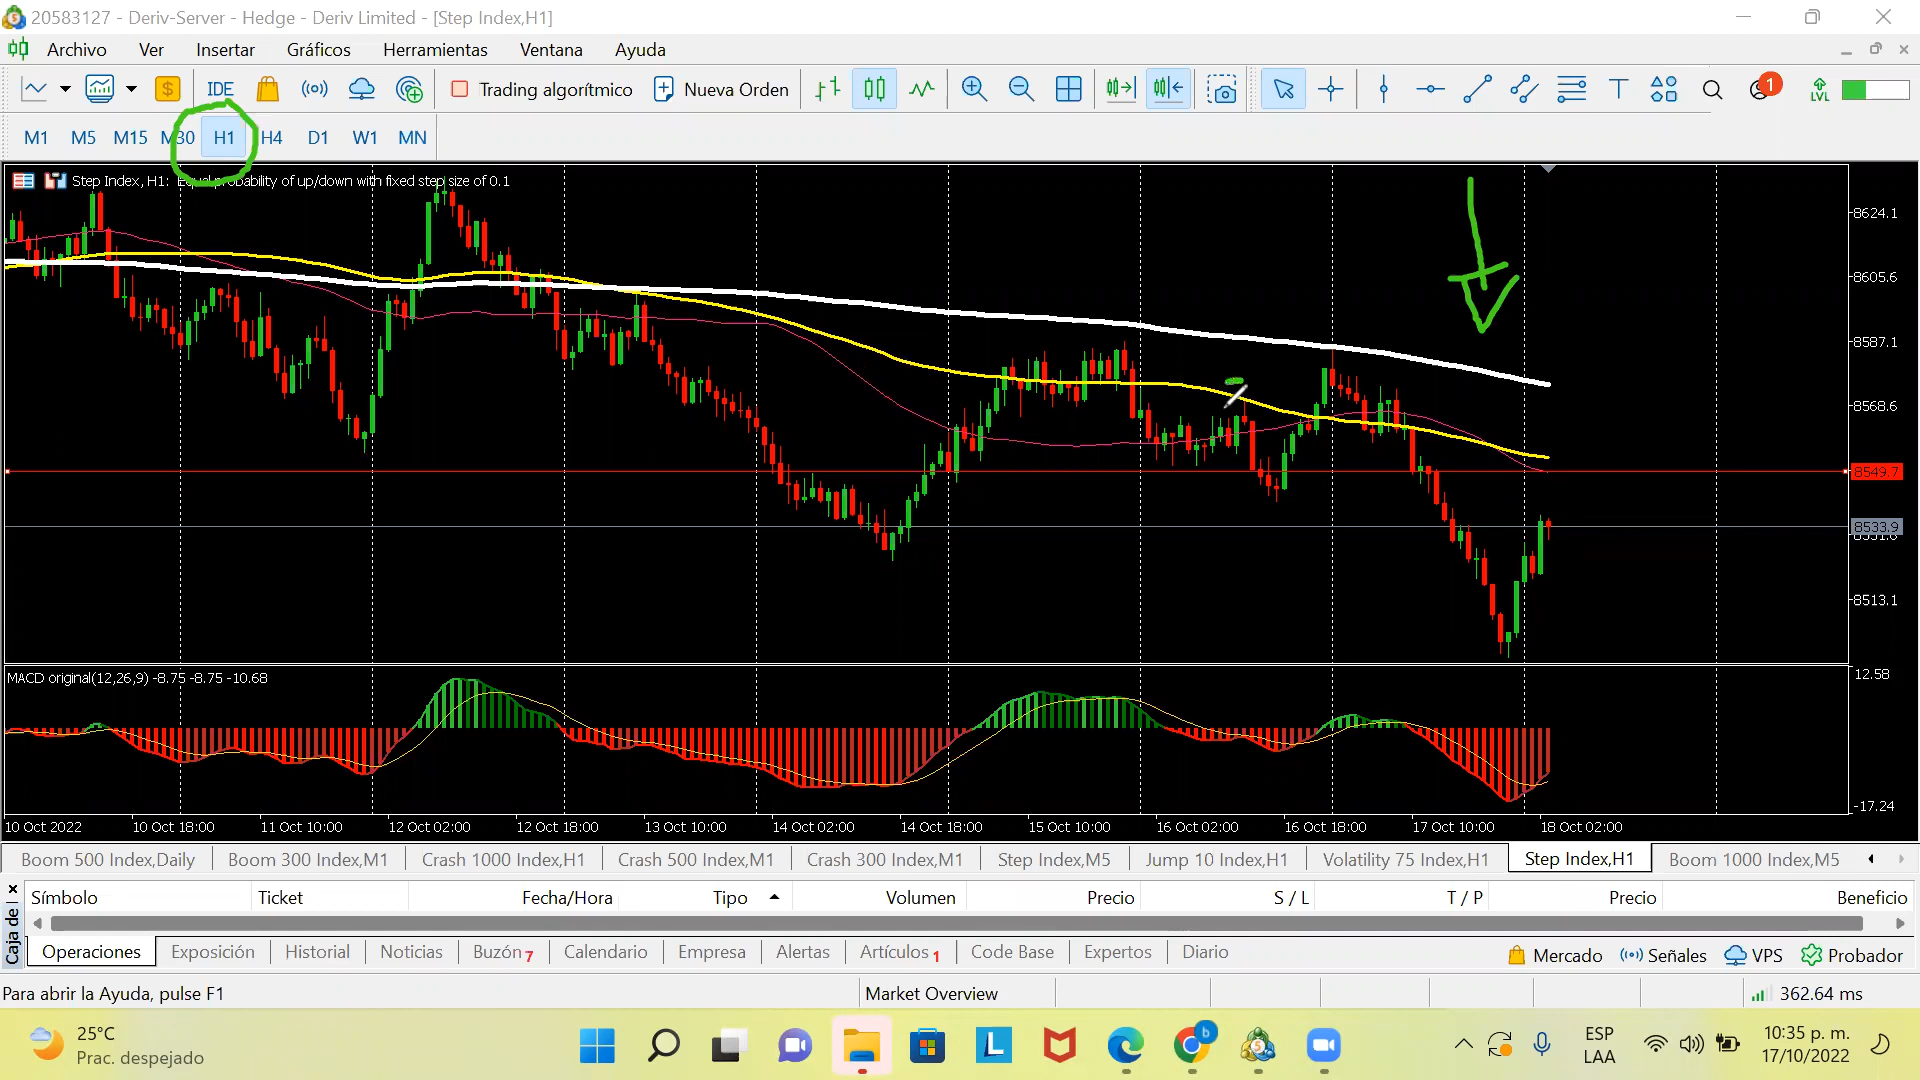 20583127 - Deriv-Server - Hedge - Deriv Limited - [Step Index,H1]
Archivo Ver Insertar Gráficos Herramientas Ventana Ayuda
IDE Trading algorítmico Nueva Orden 1 LVL
M1 M5 M15 M30 H1 H4 D1 W1 MN
Step Index, H1: Equal probability of up/down with fixed step size of 0.1
8624.1
8605.6
8587.1
8568.6
8549.7
8533.9
8531.6
8513.1
MACD original(12,26,9) -8.75 -8.75 -10.68
12.58
-17.24
10 Oct 2022 10 Oct 18:00 11 Oct 10:00 12 Oct 02:00 12 Oct 18:00 13 Oct 10:00 14 Oct 02:00 14 Oct 18:00 15 Oct 10:00 16 Oct 02:00 16 Oct 18:00 17 Oct 10:00 18 Oct 02:00
Boom 500 Index,Daily Boom 300 Index,M1 Crash 1000 Index,H1 Crash 500 Index,M1 Crash 300 Index,M1 Step Index,M5 Jump 10 Index,H1 Volatility 75 Index,H1 Step Index,H1 Boom 1000 Index,M5
Símbolo Ticket Fecha/Hora Tipo Volumen Precio S / L T / P Precio Beneficio
Caja de
Operaciones Exposición Historial Noticias Buzón 7 Calendario Empresa Alertas Artículos 1 Code Base Expertos Diario Mercado Señales VPS Probador
Para abrir la Ayuda, pulse F1 Market Overview 362.64 ms
25°C
Prac. despejado
L
b
ESP
LAA
10:35 p. m.
17/10/2022